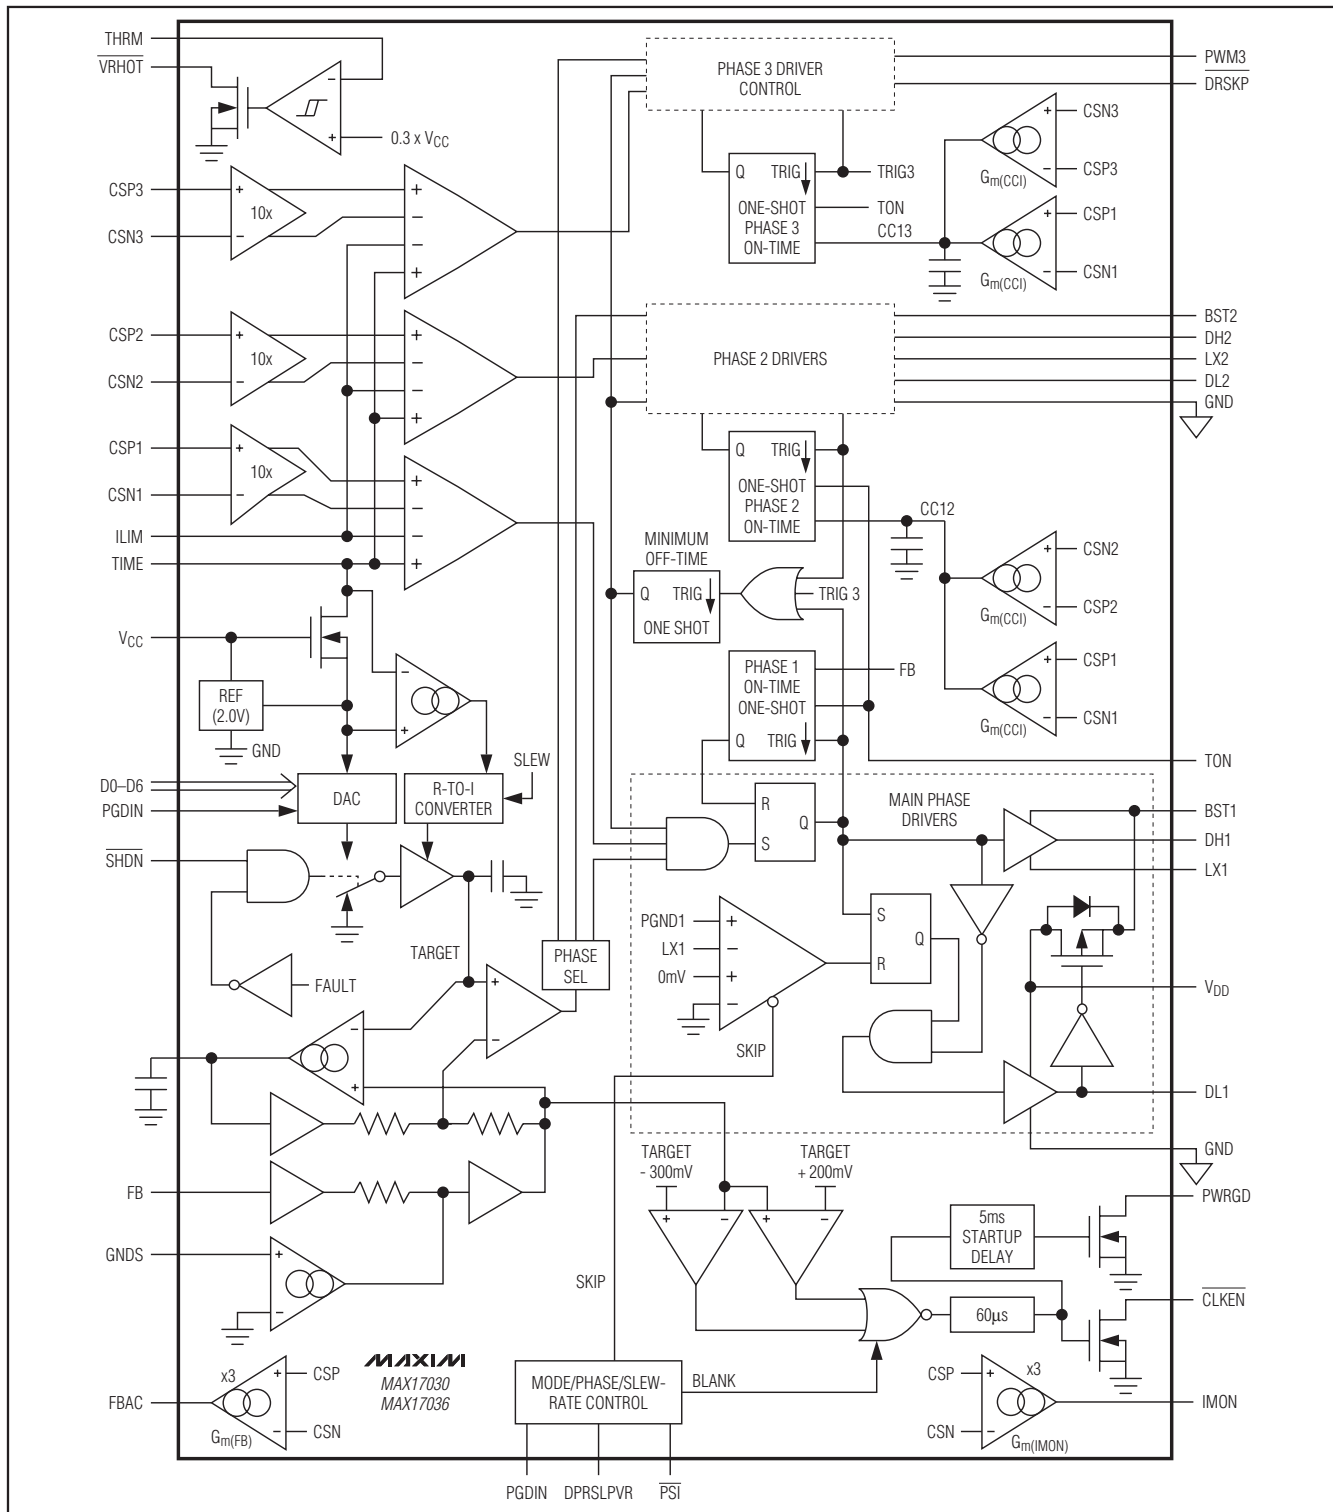 THRM
VRHOT
0.3 x VCC
PHASE 3 DRIVER
CONTROL
PWM3
DRSKP
CSN3
CSP3
Gm(CCI)
CSP1
CSN1
Gm(CCI)
Q TRIG
ONE-SHOT
PHASE 3
ON-TIME
TRIG3
TON
CC13
CSP3
CSN3
+
-
10x
+
-
-
+
CSP2
CSN2
+
-
10x
+
-
-
+
PHASE 2 DRIVERS
BST2
DH2
LX2
DL2
GND
CSP1
CSN1
+
-
10x
+
-
-
+
ILIM
TIME
Q TRIG
ONE-SHOT
PHASE 2
ON-TIME
CC12
CSN2
CSP2
Gm(CCI)
CSP1
CSN1
Gm(CCI)
MINIMUM
OFF-TIME
Q TRIG
ONE SHOT
TRIG 3
VCC
REF
(2.0V)
GND
PHASE 1
ON-TIME
ONE-SHOT
Q TRIG
FB
TON
D0–D6
PGDIN
DAC
R-TO-I
CONVERTER
SLEW
SHDN
FAULT
TARGET
PHASE
SEL
R
S
Q
MAIN PHASE
DRIVERS
BST1
DH1
LX1
PGND1
LX1
0mV
+
-
+
-
SKIP
S
R
Q
VDD
DL1
GND
FB
GNDS
TARGET
- 300mV
TARGET
+ 200mV
+
-
+
-
5ms
STARTUP
DELAY
PWRGD
60μs
CLKEN
SKIP
BLANK
MAXIM
MAX17030
MAX17036
MODE/PHASE/SLEW-
RATE CONTROL
PGDIN
DPRSLPVR
PSI
FBAC
x3
CSP
CSN
Gm(FB)
CSP
CSN
x3
Gm(IMON)
IMON